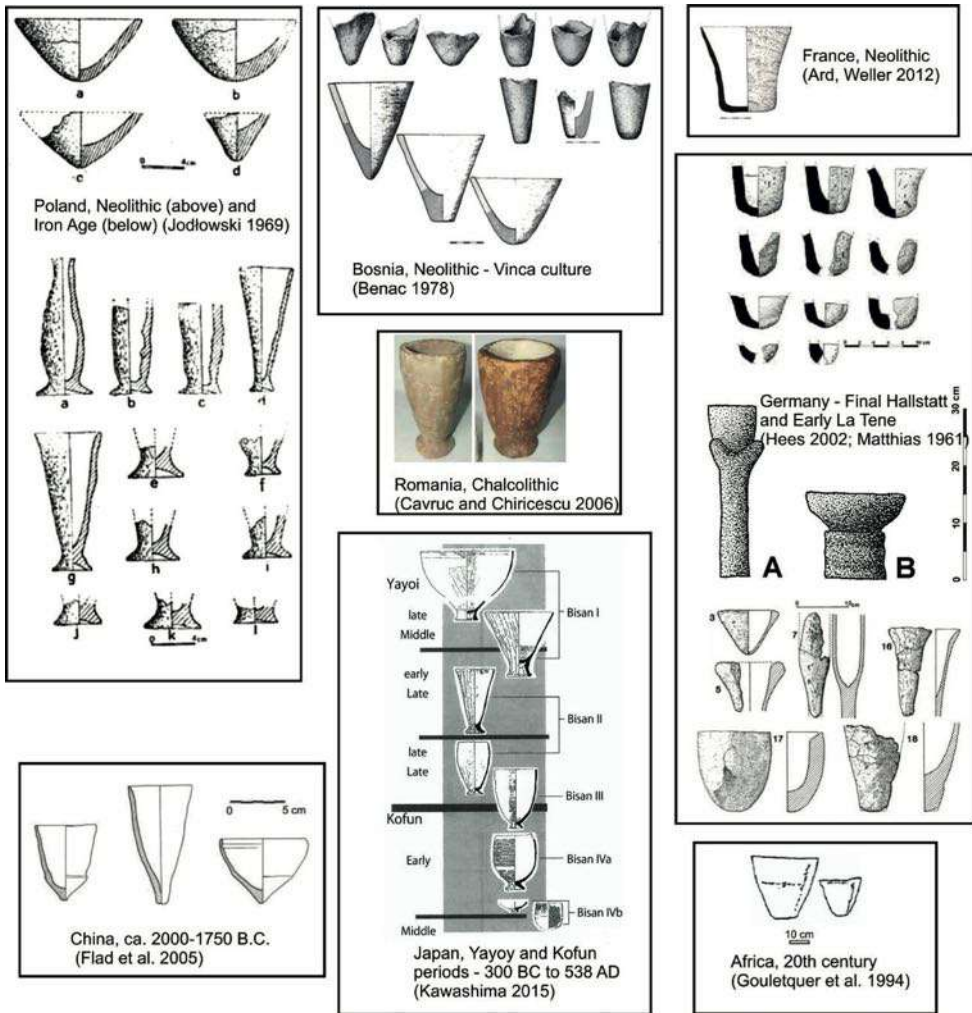 a
b
c
d
0 4cm
Poland, Neolithic (above) and
Iron Age (below) (Jodłowski 1969)
a
b
c
d
e
f
g
h
i
j
k
l
0 4cm
Bosnia, Neolithic - Vinca culture
(Benac 1978)
France, Neolithic
(Ard, Weller 2012)
Romania, Chalcolithic
(Cavruc and Chiricescu 2006)
Germany - Final Hallstatt
and Early La Tene
(Hees 2002; Matthias 1961)
30 cm
20
10
0
A
B
3
7
16
5
17
18
Yayoi
late
Middle
early
Late
late
Late
Kofun
Early
Middle
Bisan I
Bisan II
Bisan III
Bisan IVa
Bisan IVb
Japan, Yayoy and Kofun
periods - 300 BC to 538 AD
(Kawashima 2015)
0 5 cm
China, ca. 2000-1750 B.C.
(Flad et al. 2005)
10 cm
Africa, 20th century
(Gouletquer et al. 1994)